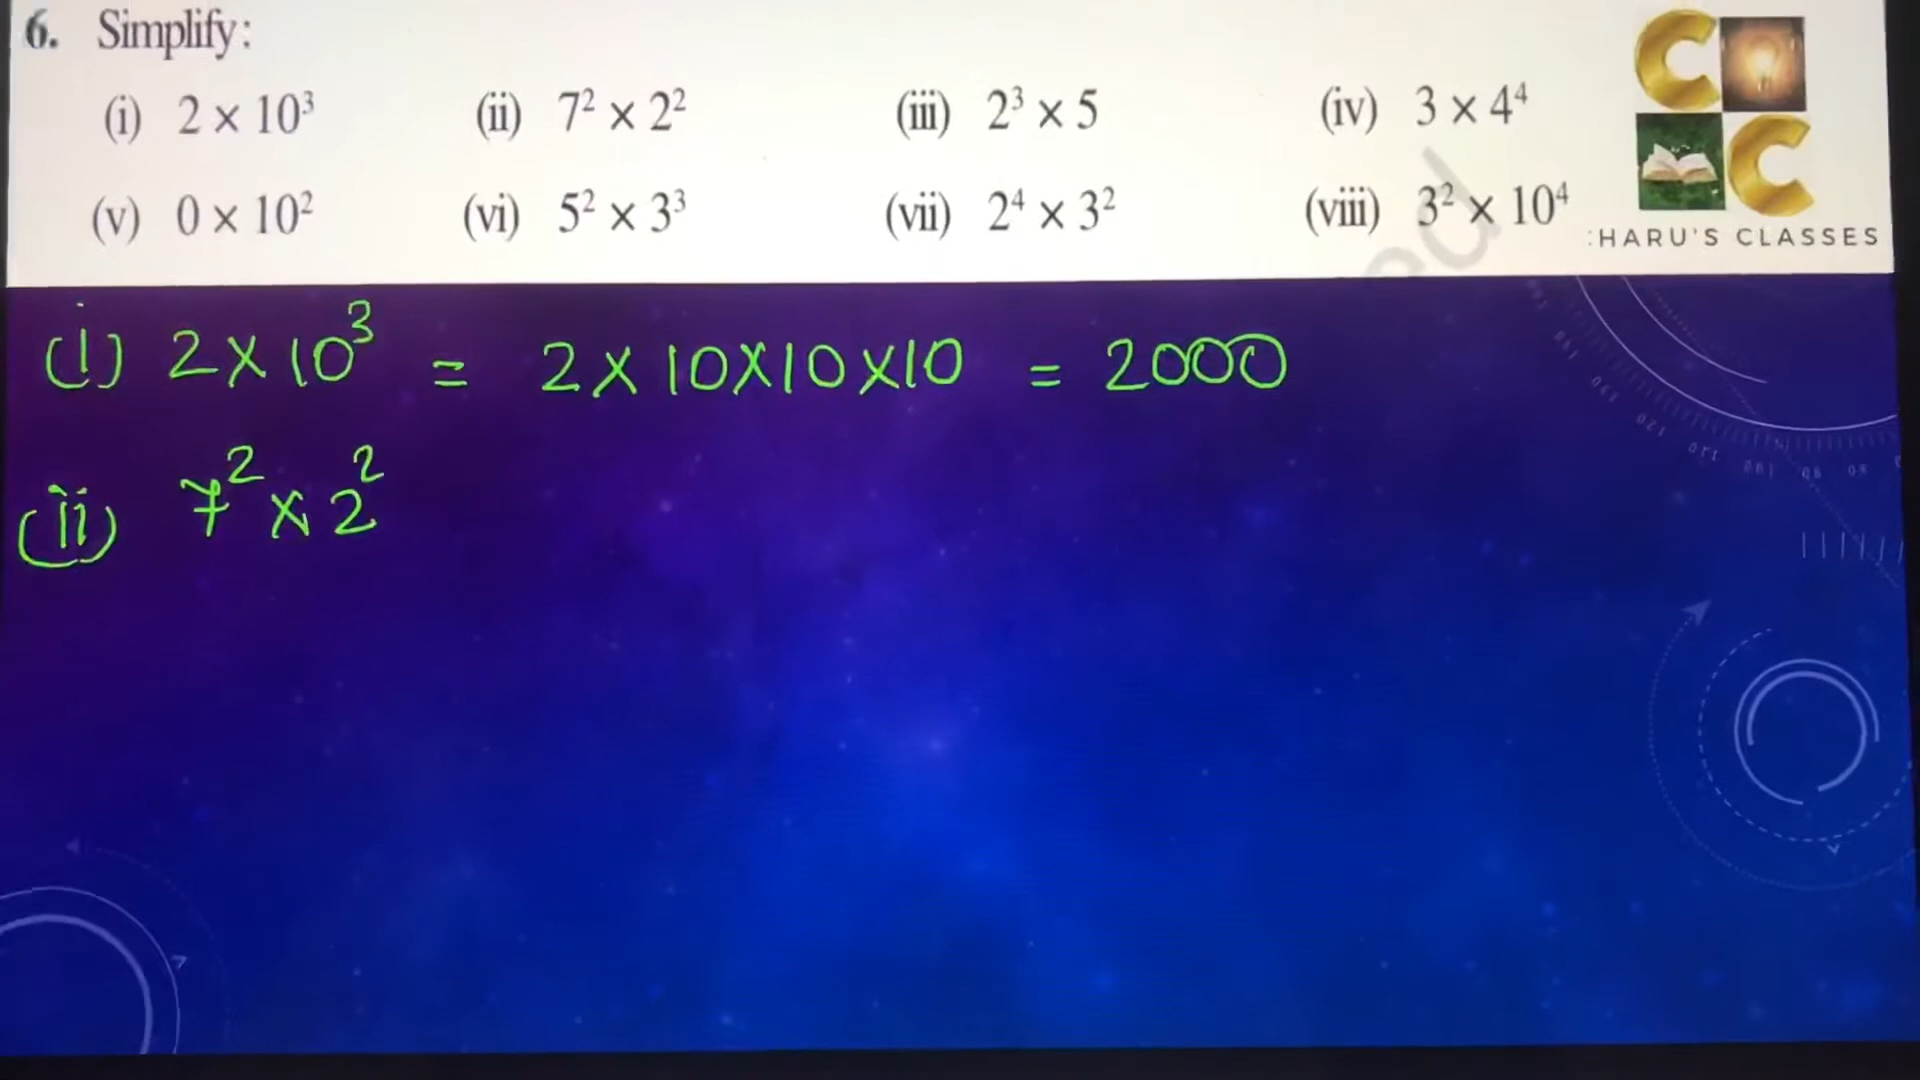 6. Simplify:
(i) 2 × 10³ (ii) 7² × 2² (iii) 2³ × 5 (iv) 3 × 4⁴
(v) 0 × 10² (vi) 5² × 3³ (vii) 2⁴ × 3² (viii) 3² × 10⁴
C
C
HARU'S CLASSES
(i) 2 × 10³ = 2 × 10 × 10 × 10 = 2000
(ii) 7² × 2²